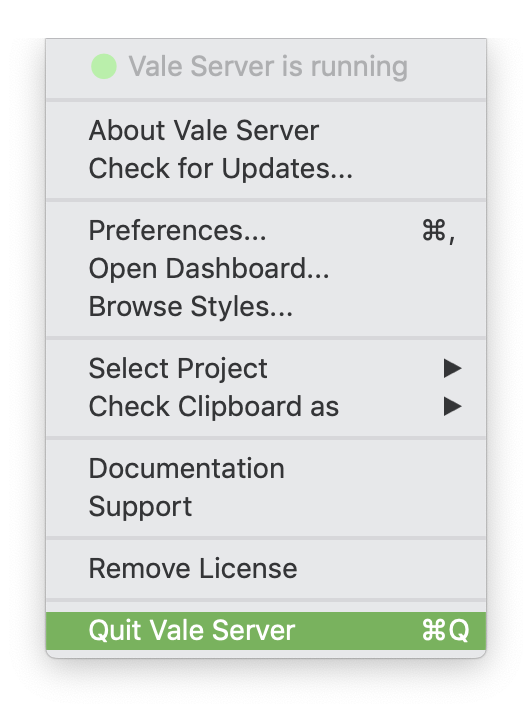 Vale Server is running
About Vale Server
Check for Updates...
Preferences... ⌘,
Open Dashboard...
Browse Styles...
Select Project ▶
Check Clipboard as ▶
Documentation
Support
Remove License
Quit Vale Server ⌘Q